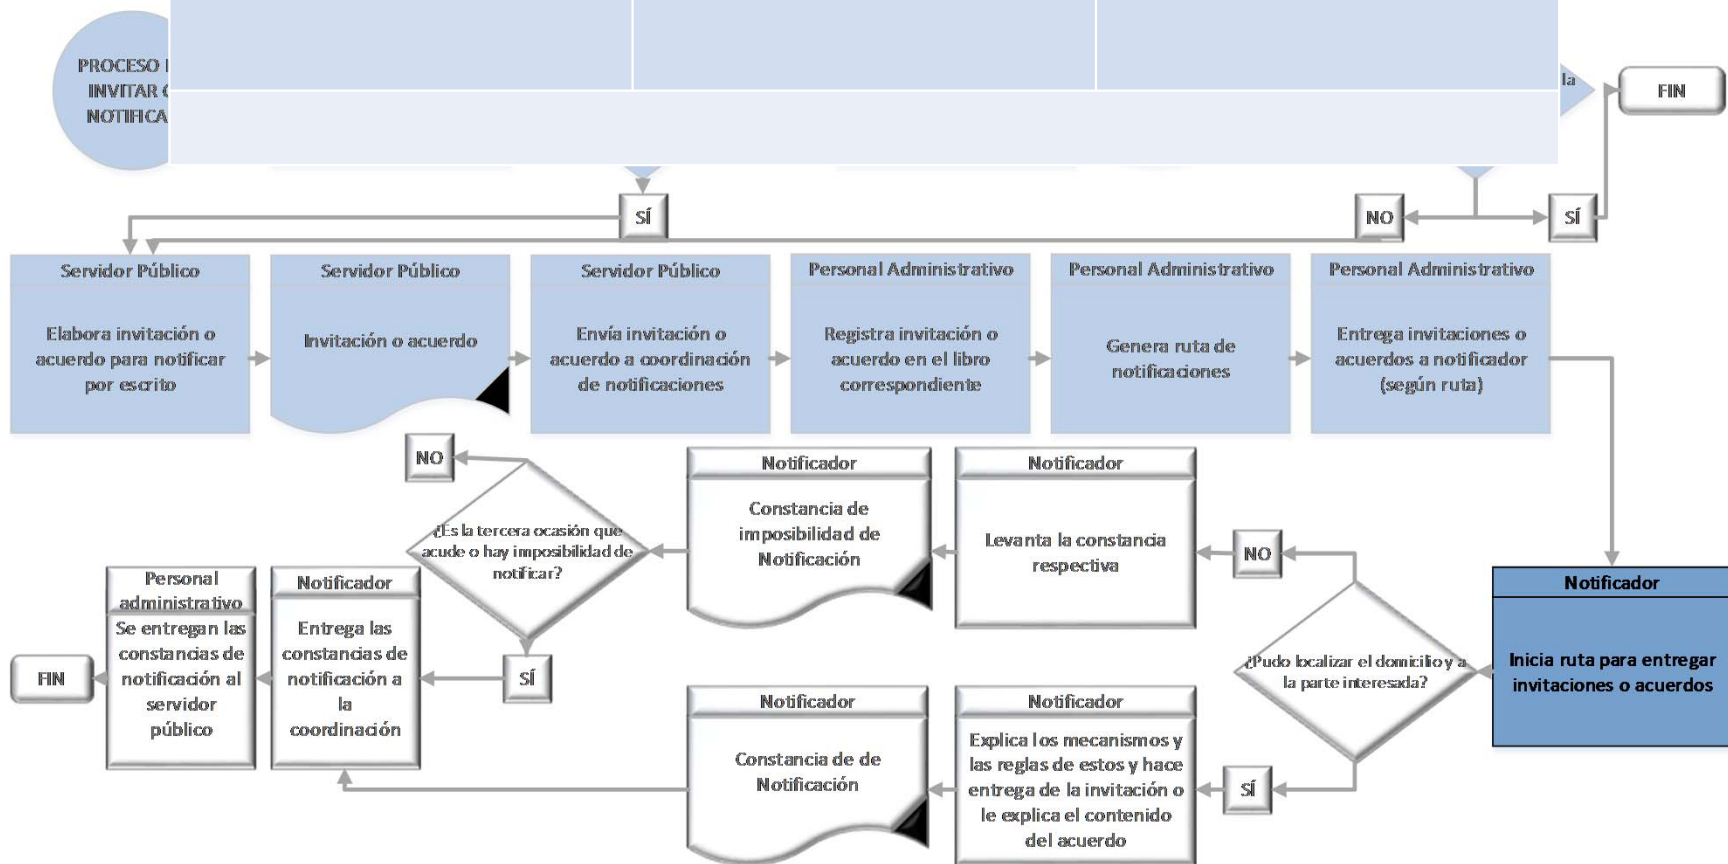 PROCESO
INVITAR
NOTIFICA
la
FIN
SÍ
NO
SÍ
Servidor Público
Elabora invitación o
acuerdo para notificar
por escrito
Servidor Público
Invitación o acuerdo
Servidor Público
Envía invitación o
acuerdo a coordinación
de notificaciones
Personal Administrativo
Registra invitación o
acuerdo en el libro
correspondiente
Personal Administrativo
Genera ruta de
notificaciones
Personal Administrativo
Entrega invitaciones o
acuerdos a notificador
(según ruta)
NO
¿Es la tercera ocasión que
acude o hay imposibilidad de
notificar?
Notificador
Constancia de
imposibilidad de
Notificación
Notificador
Levanta la constancia
respectiva
NO
Notificador
Inicia ruta para entregar
invitaciones o acuerdos
¿Pudo localizar el domicilio y a
la parte interesada?
FIN
Personal
administrativo
Se entregan las
constancias de
notificación al
servidor
público
Notificador
Entrega las
constancias de
notificación a
la
coordinación
SÍ
Notificador
Constancia de de
Notificación
Notificador
Explica los mecanismos y
las reglas de estos y hace
entrega de la invitación o
le explica el contenido
del acuerdo
SÍ